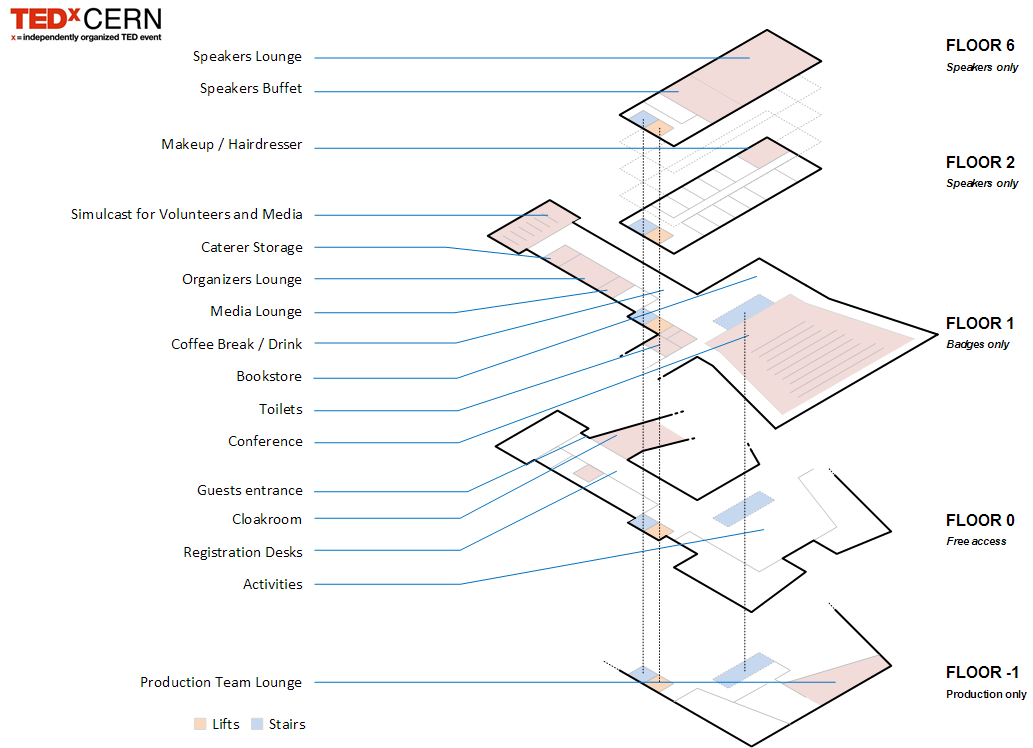 TEDxCERN
x = independently organized TED event
Speakers Lounge
Speakers Buffet
Makeup / Hairdresser
Simulcast for Volunteers and Media
Caterer Storage
Organizers Lounge
Media Lounge
Coffee Break / Drink
Bookstore
Toilets
Conference
Guests entrance
Cloakroom
Registration Desks
Activities
Production Team Lounge
Lifts
Stairs
FLOOR 6
Speakers only
FLOOR 2
Speakers only
FLOOR 1
Badges only
FLOOR 0
Free access
FLOOR -1
Production only